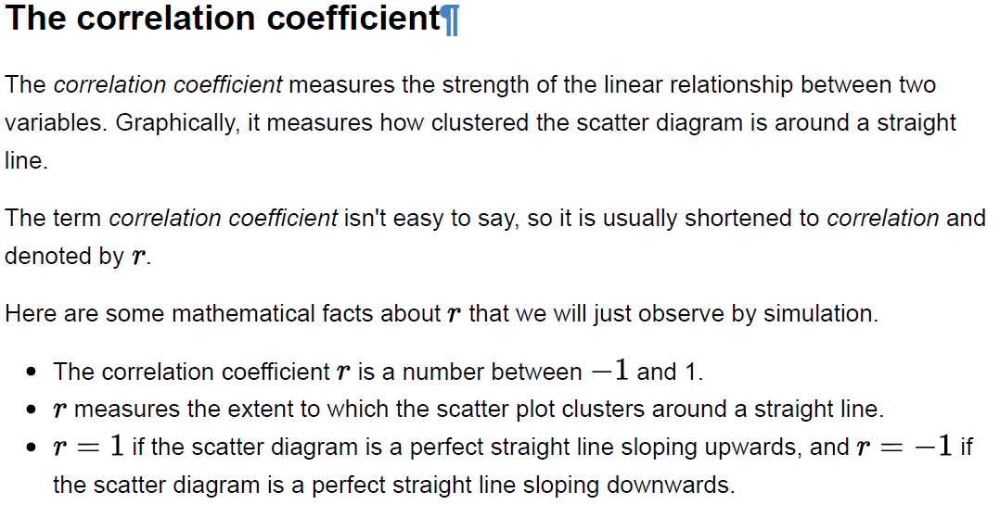 The correlation coefficient¶
The correlation coefficient measures the strength of the linear relationship between two
variables. Graphically, it measures how clustered the scatter diagram is around a straight
line.
The term correlation coefficient isn't easy to say, so it is usually shortened to correlation and
denoted by r.
Here are some mathematical facts about r that we will just observe by simulation.
• The correlation coefficient r is a number between −1 and 1.
• r measures the extent to which the scatter plot clusters around a straight line.
• r = 1 if the scatter diagram is a perfect straight line sloping upwards, and r = −1 if
the scatter diagram is a perfect straight line sloping downwards.